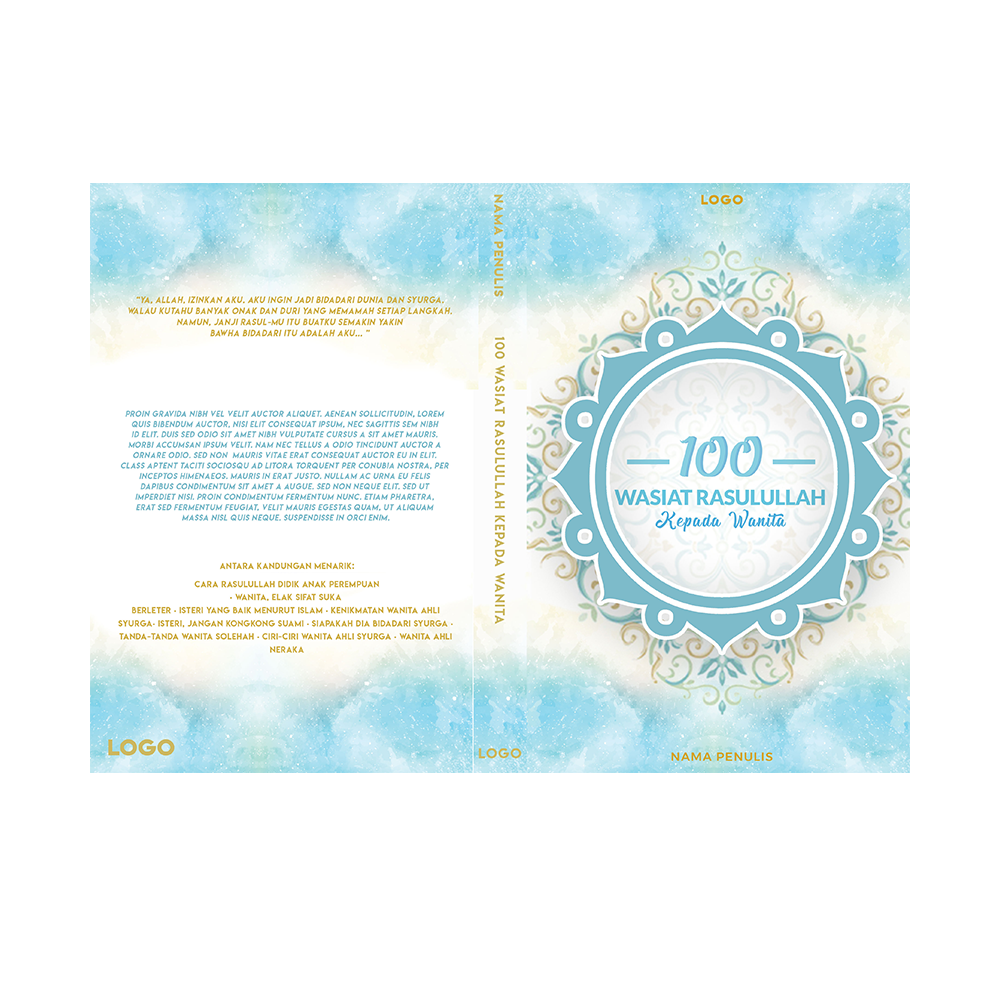 "YA, ALLAH, IZINKAN AKU. AKU INGIN JADI BIDADARI DUNIA DAN SYURGA.
WALAU KUTAHU BANYAK ONAK DAN DURI YANG MEMAMAH SETIAP LANGKAH.
NAMUN, JANJI RASUL-MU ITU BUATKU SEMAKIN YAKIN
BAWHA BIDADARI ITU ADALAH AKU... "
PROIN GRAVIDA NIBH VEL VELIT AUCTOR ALIQUET. AENEAN SOLLICITUDIN, LOREM
QUIS BIBENDUM AUCTOR, NISI ELIT CONSEQUAT IPSUM, NEC SAGITTIS SEM NIBH
ID ELIT. DUIS SED ODIO SIT AMET NIBH VULPUTATE CURSUS A SIT AMET MAURIS.
MORBI ACCUMSAN IPSUM VELIT. NAM NEC TELLUS A ODIO TINCIDUNT AUCTOR A
ORNARE ODIO. SED NON MAURIS VITAE ERAT CONSEQUAT AUCTOR EU IN ELIT.
CLASS APTENT TACITI SOCIOSQU AD LITORA TORQUENT PER CONUBIA NOSTRA, PER
INCEPTOS HIMENAEOS. MAURIS IN ERAT JUSTO. NULLAM AC URNA EU FELIS
DAPIBUS CONDIMENTUM SIT AMET A AUGUE. SED NON NEQUE ELIT. SED UT
IMPERDIET NISI. PROIN CONDIMENTUM FERMENTUM NUNC. ETIAM PHARETRA,
ERAT SED FERMENTUM FEUGIAT, VELIT MAURIS EGESTAS QUAM, UT ALIQUAM
MASSA NISL QUIS NEQUE. SUSPENDISSE IN ORCI ENIM.
ANTARA KANDUNGAN MENARIK:
CARA RASULULLAH DIDIK ANAK PEREMPUAN
• WANITA, ELAK SIFAT SUKA
BERLETER • ISTERI YANG BAIK MENURUT ISLAM • KENIKMATAN WANITA AHLI
SYURGA• ISTERI, JANGAN KONGKONG SUAMI • SIAPAKAH DIA BIDADARI SYURGA •
TANDA-TANDA WANITA SOLEHAH • CIRI-CIRI WANITA AHLI SYURGA • WANITA AHLI
NERAKA
LOGO
NAMA PENULIS
100 WASIAT RASULULLAH KEPADA WANITA
LOGO
LOGO
100
WASIAT RASULULLAH
Kepada Wanita
NAMA PENULIS